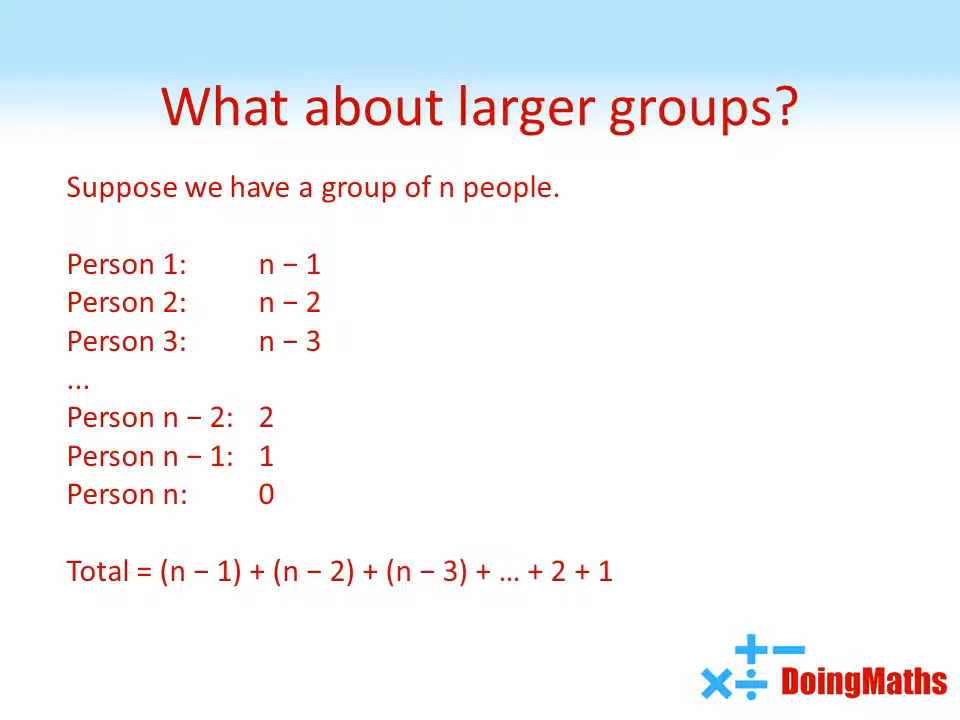 What about larger groups?
Suppose we have a group of n people.
Person 1: n − 1
Person 2: n − 2
Person 3: n − 3
...
Person n − 2: 2
Person n − 1: 1
Person n: 0
Total = (n − 1) + (n − 2) + (n − 3) + … + 2 + 1
DoingMaths